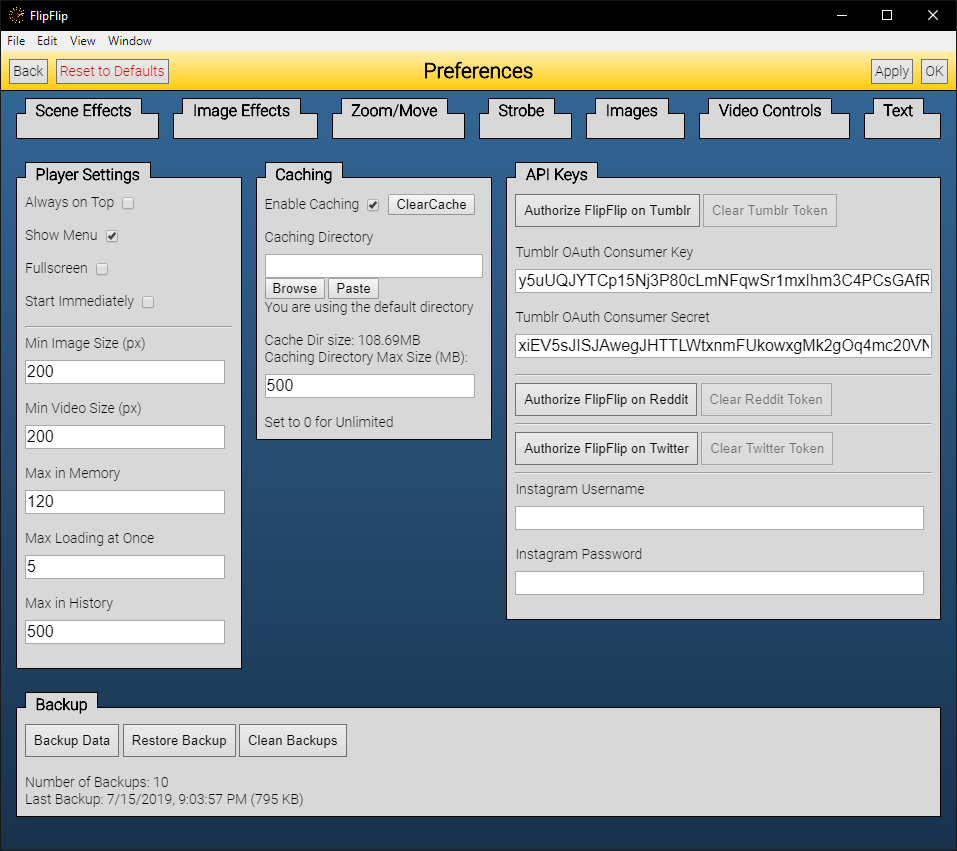 FlipFlip
File Edit View Window
Back Reset to Defaults Preferences Apply OK
Scene Effects Image Effects Zoom/Move Strobe Images Video Controls Text
Player Settings
Always on Top
Show Menu
Fullscreen
Start Immediately
Min Image Size (px)
200
Min Video Size (px)
200
Max in Memory
120
Max Loading at Once
5
Max in History
500
Caching
Enable Caching ClearCache
Caching Directory
Browse Paste
You are using the default directory
Cache Dir size: 108.69MB
Caching Directory Max Size (MB):
500
Set to 0 for Unlimited
API Keys
Authorize FlipFlip on Tumblr Clear Tumblr Token
Tumblr OAuth Consumer Key
y5uUQJYTCp15Nj3P80cLmNFqwSr1mxIhm3C4PCsGAfR
Tumblr OAuth Consumer Secret
xiEV5sJISJAwegJHTTLWtxnmFUkowxgMk2gOq4mc20VN
Authorize FlipFlip on Reddit Clear Reddit Token
Authorize FlipFlip on Twitter Clear Twitter Token
Instagram Username
Instagram Password
Backup
Backup Data Restore Backup Clean Backups
Number of Backups: 10
Last Backup: 7/15/2019, 9:03:57 PM (795 KB)